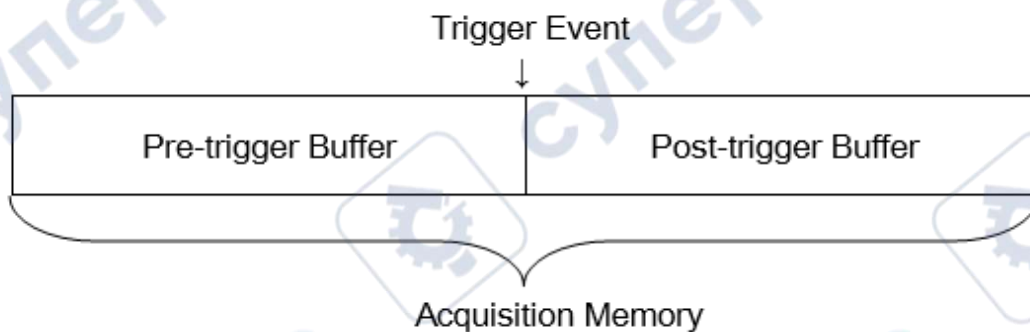 Trigger Event
↓
Pre-trigger Buffer Post-trigger Buffer
Acquisition Memory